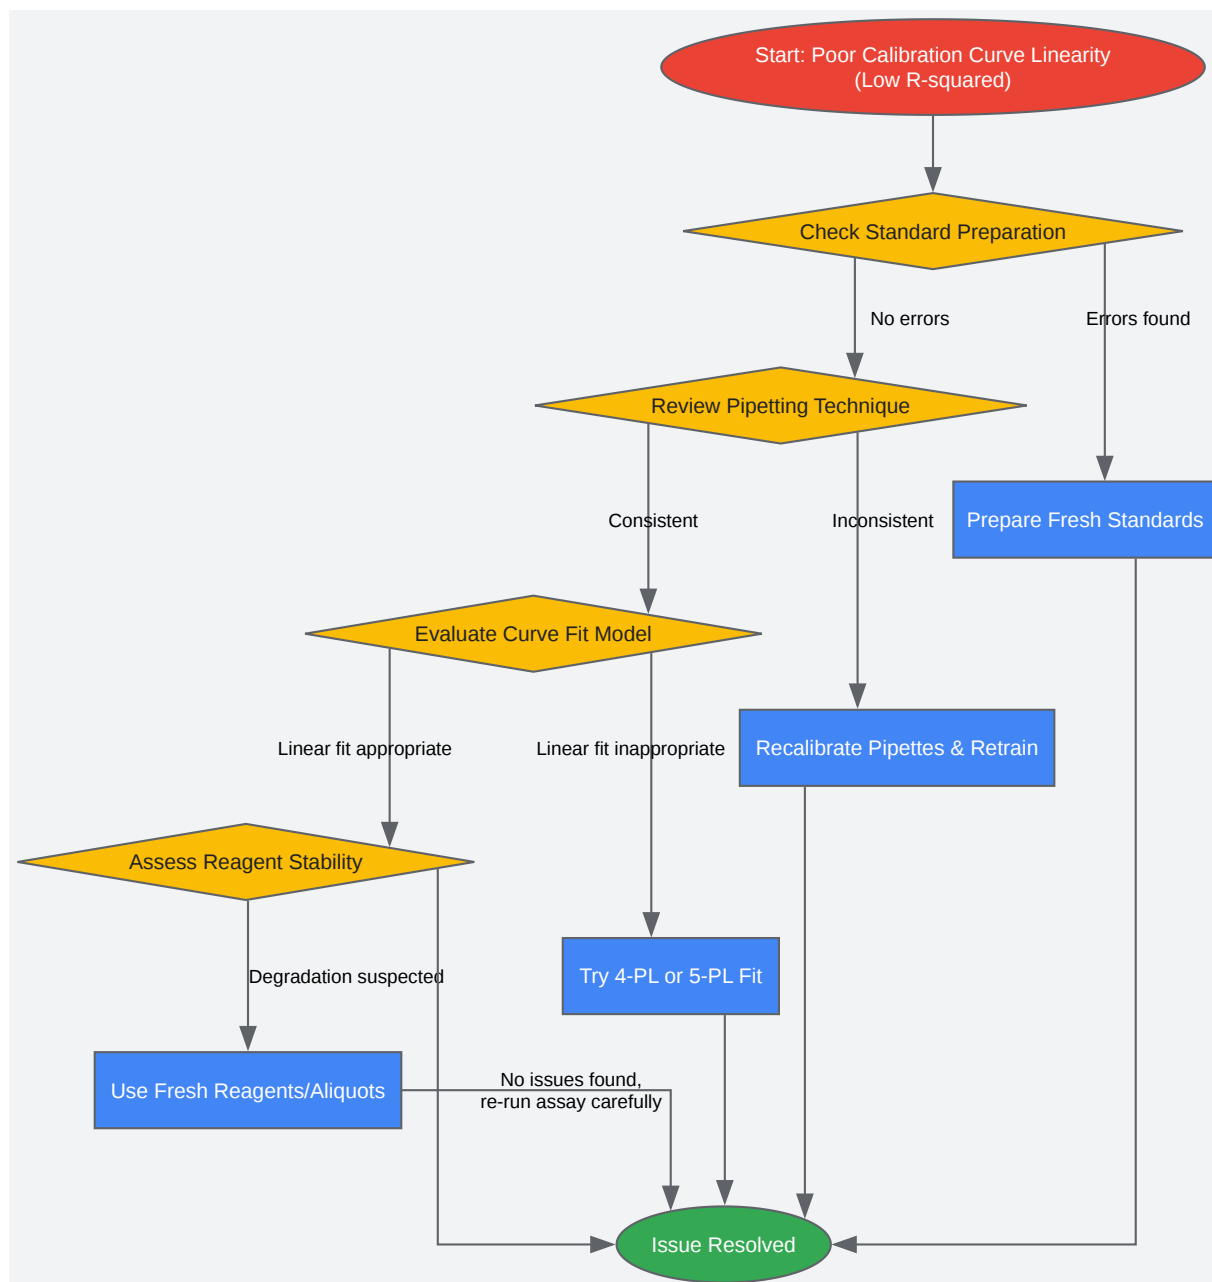 Start: Poor Calibration Curve Linearity
(Low R-squared)
Check Standard Preparation
No errors
Errors found
Review Pipetting Technique
Consistent
Inconsistent
Prepare Fresh Standards
Evaluate Curve Fit Model
Linear fit appropriate
Linear fit inappropriate
Recalibrate Pipettes & Retrain
Assess Reagent Stability
Degradation suspected
Try 4-PL or 5-PL Fit
Use Fresh Reagents/Aliquots
No issues found,
re-run assay carefully
Issue Resolved